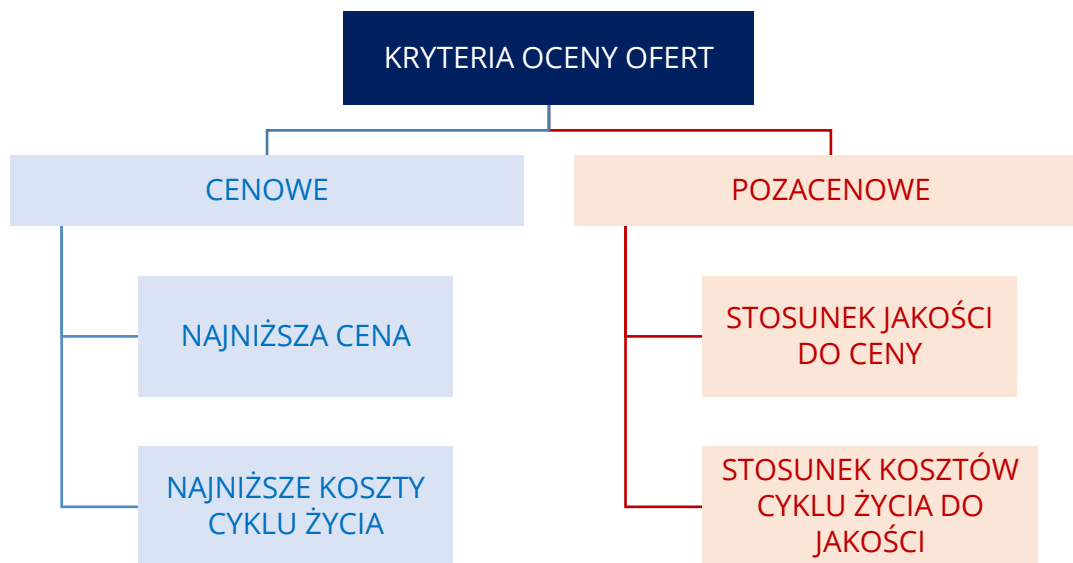 KRYTERIA OCENY OFERT
CENOWE
POZACENOWE
NAJNIŻSZA CENA
STOSUNEK JAKOŚCI
DO CENY
NAJNIŻSZE KOSZTY
CYKLU ŻYCIA
STOSUNEK KOSZTÓW
CYKLU ŻYCIA DO
JAKOŚCI